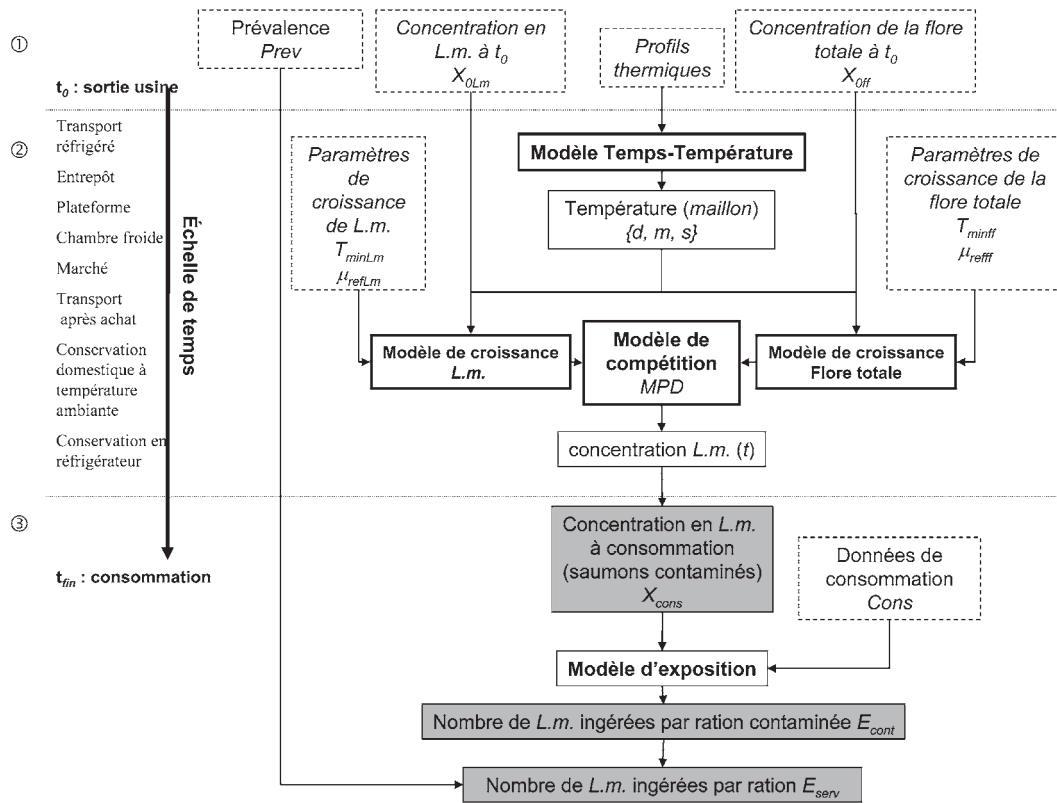 ①
Prévalence
Prev
Concentration en
L.m. à t0
X0Lm
Profils
thermiques
Concentration de la flore
totale à t0
X0ff
t0 : sortie usine
②
Transport
réfrigéré
Entrepôt
Plateforme
Chambre froide
Marché
Transport
après achat
Conservation
domestique à
température
ambiante
Conservation en
réfrigérateur
Échelle de temps
Paramètres
de
croissance
de L.m.
TminLm
μrefLm
Modèle Temps-Température
Température (maillon)
{d, m, s}
Paramètres de
croissance de la
flore totale
Tminff
μrefff
Modèle de croissance
L.m.
Modèle de
compétition
MPD
Modèle de croissance
Flore totale
concentration L.m. (t)
③
tfin : consommation
Concentration en L.m.
à consommation
(saumons contaminés)
Xcons
Données de
consommation
Cons
Modèle d'exposition
Nombre de L.m. ingérées par ration contaminée Econt
Nombre de L.m. ingérées par ration Eserv